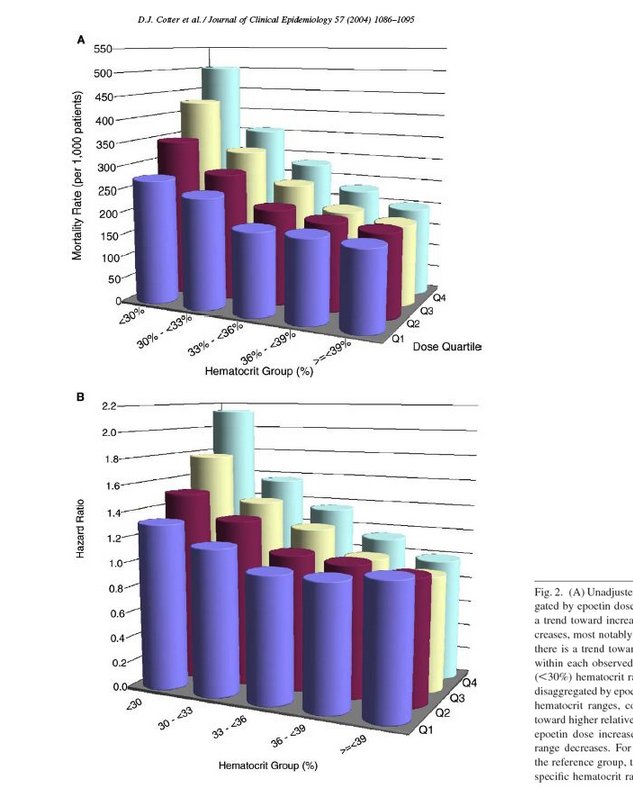 D.J. Cotter et al. / Journal of Clinical Epidemiology 57 (2004) 1086–1095
A
550
500
450
400
350
300
250
200
150
100
50
0
Mortality Rate (per 1,000 patients)
<30%
30% - <33%
33% - <36%
36% - <39%
>=<39%
Q1
Q2
Q3
Q4
Dose Quartile
Hematocrit Group (%)
B
2.2
2.0
1.8
1.6
1.4
1.2
1.0
0.8
0.6
0.4
0.2
0.0
Hazard Ratio
<30
30 - <33
33 - <36
36 - <39
>=<39
Q1
Q2
Q3
Q4
Hematocrit Group (%)
Fig. 2. (A) Unadjuste
gated by epoetin dose
a trend toward increa
creases, most notably
there is a trend towar
within each observed
(<30%) hematocrit ra
disaggregated by epoe
hematocrit ranges, co
toward higher relative
epoetin dose increase
range decreases. For
the reference group, t
specific hematocrit ra